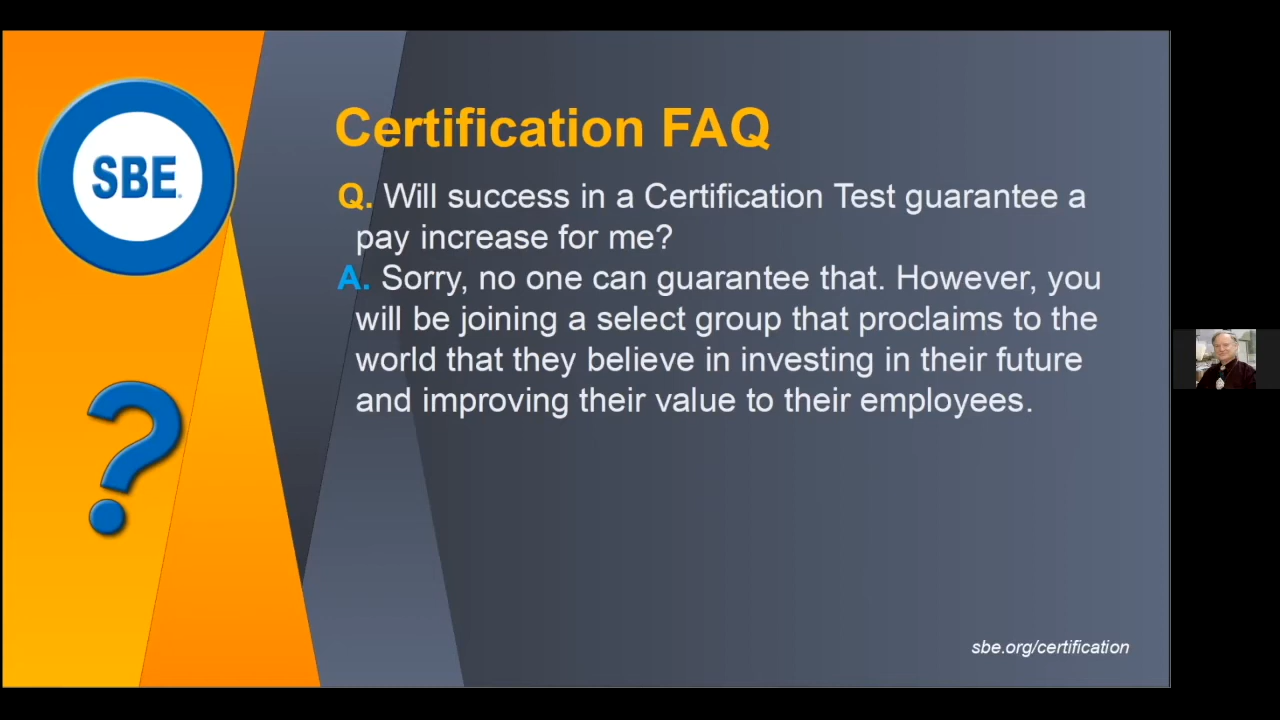 SBE
Certification FAQ
Q. Will success in a Certification Test guarantee a
pay increase for me?
A. Sorry, no one can guarantee that. However, you
will be joining a select group that proclaims to the
world that they believe in investing in their future
and improving their value to their employees.
?
sbe.org/certification